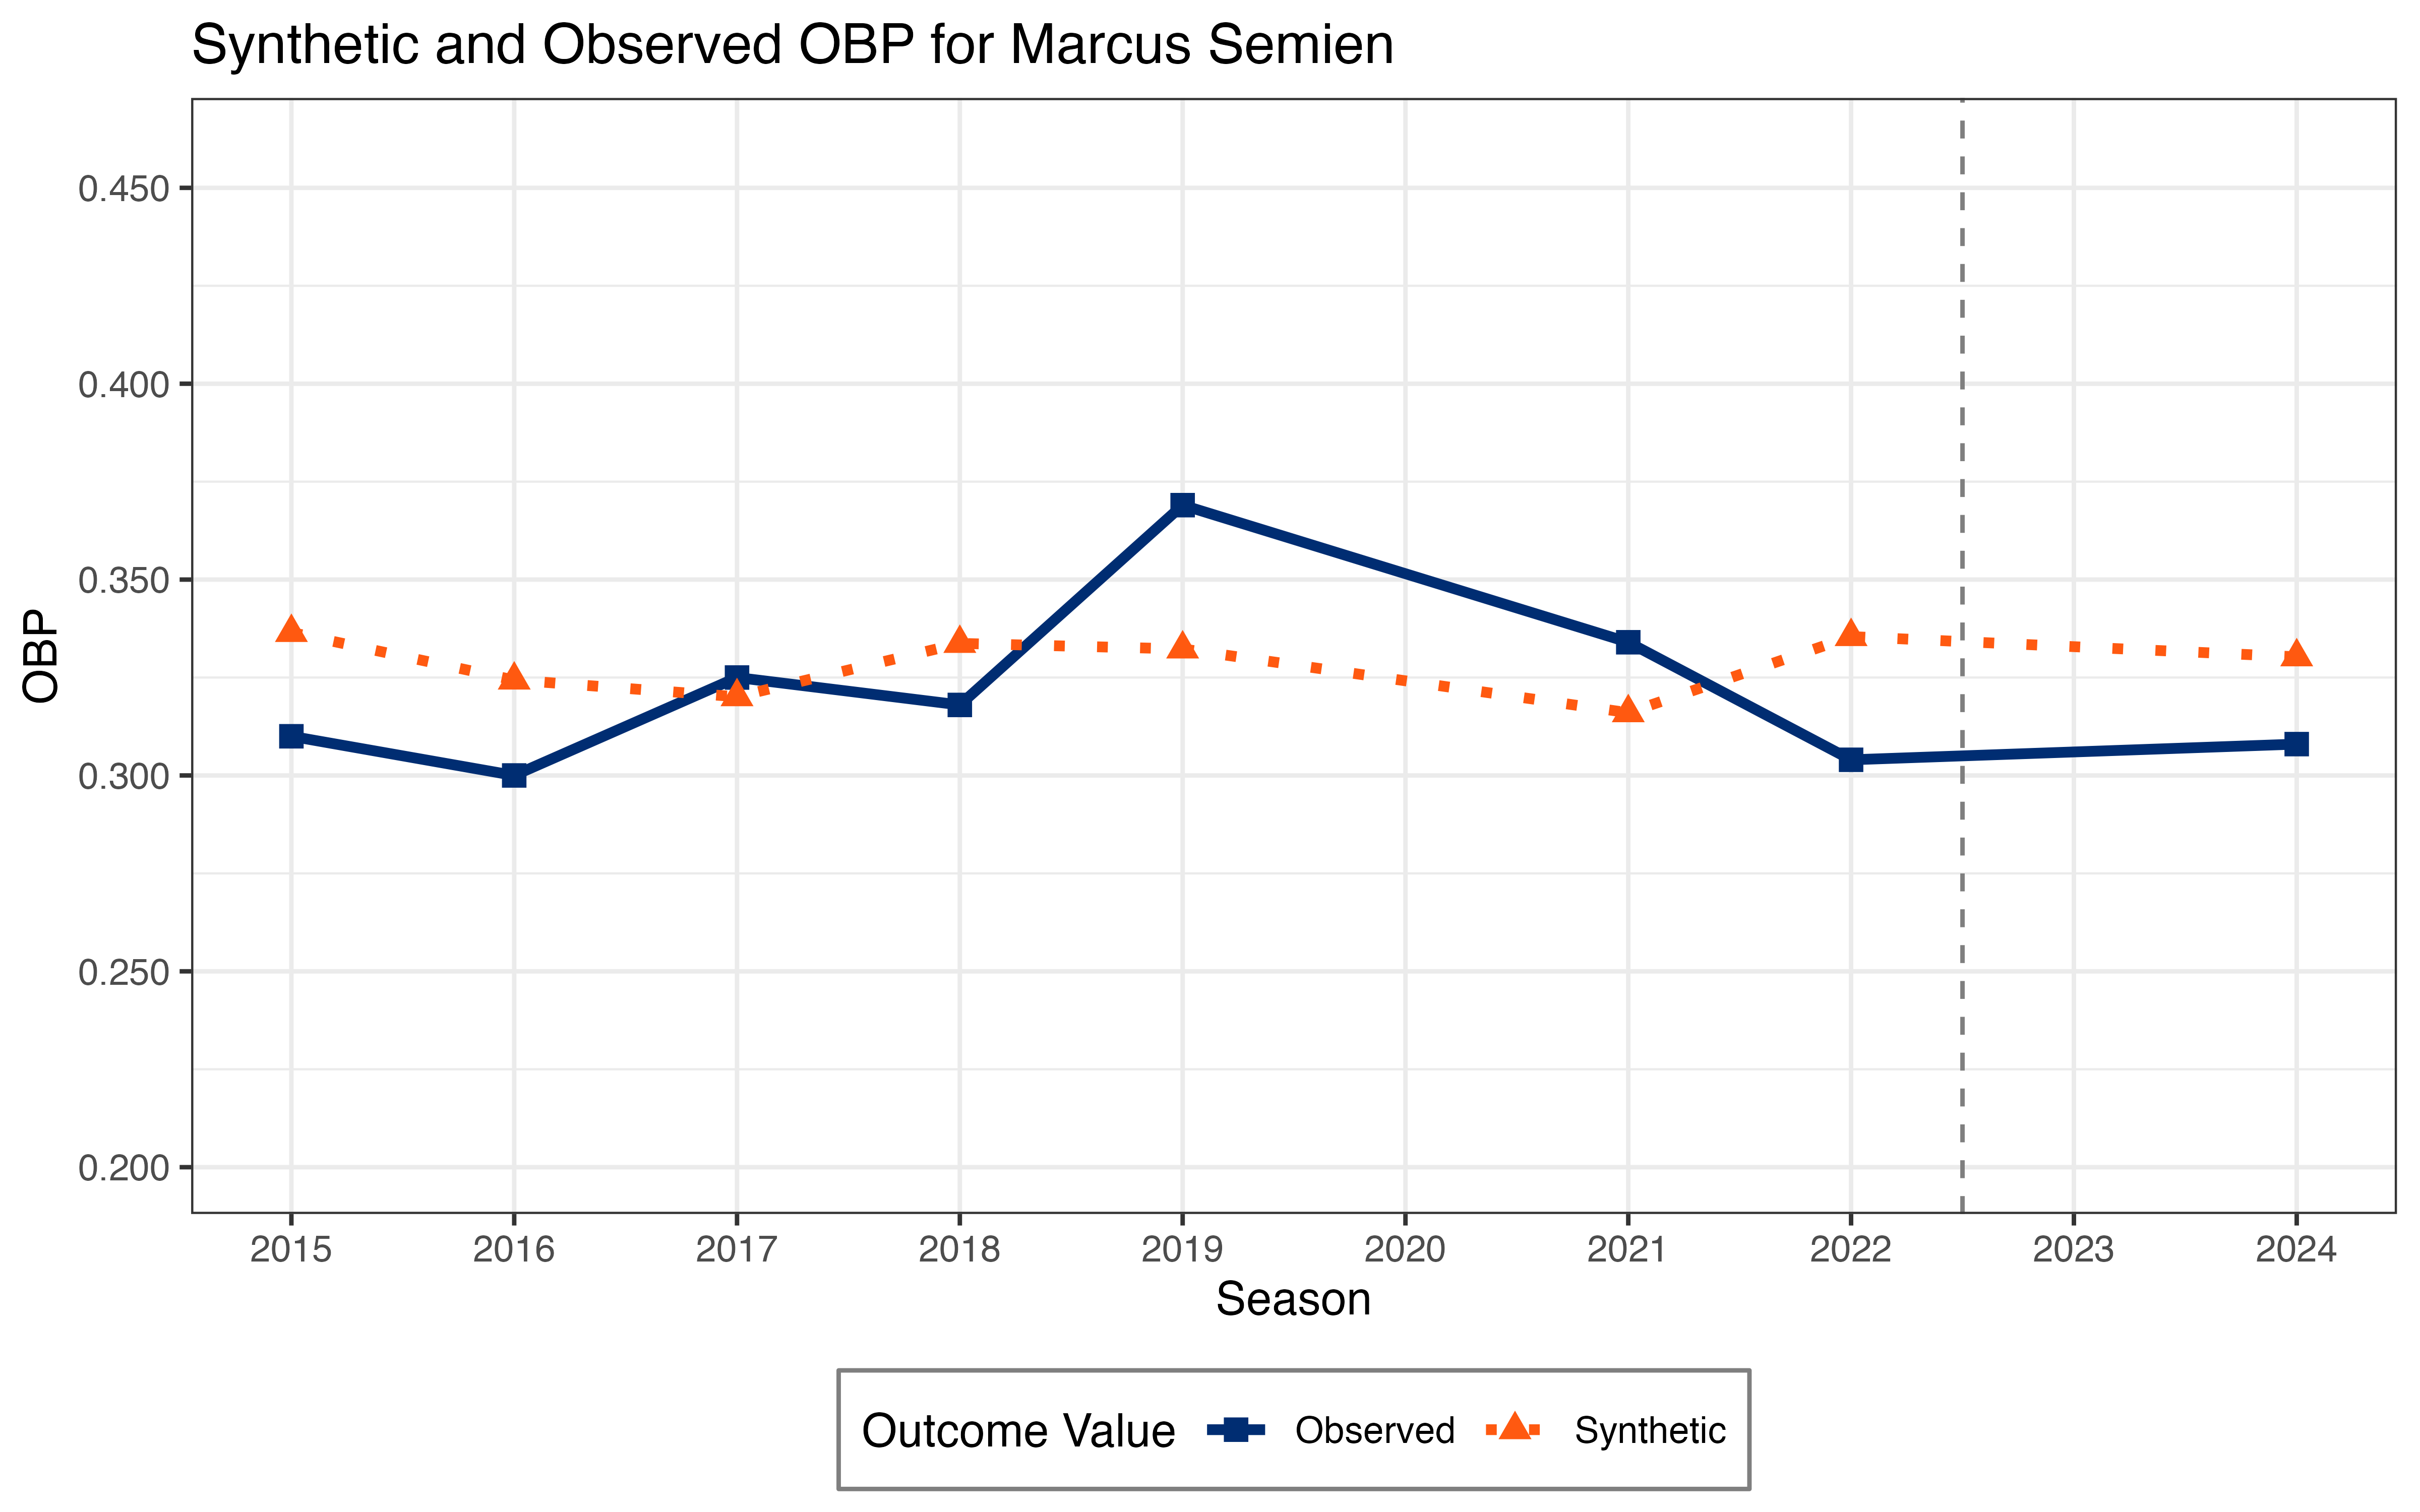 Synthetic and Observed OBP for Marcus Semien
0.450
0.400
0.350
0.300
0.250
0.200
OBP
2015 2016 2017 2018 2019 2020 2021 2022 2023 2024
Season
Outcome Value Observed Synthetic